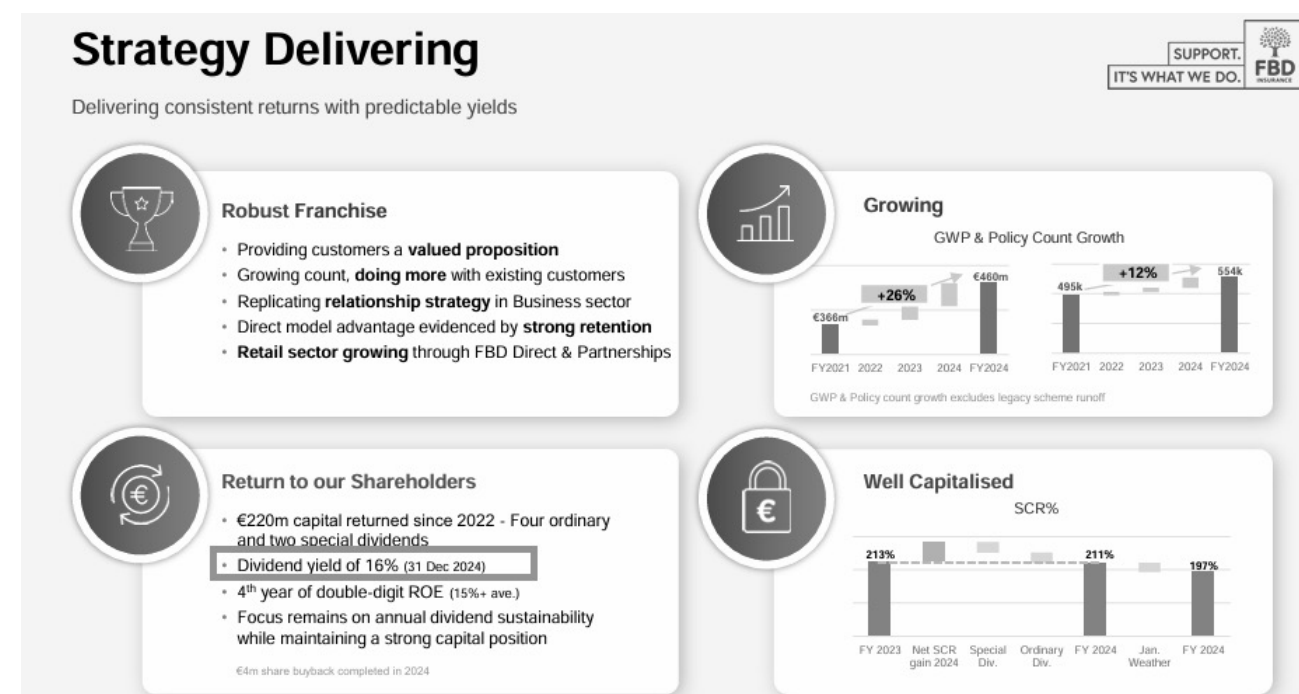 Strategy Delivering
Delivering consistent returns with predictable yields
SUPPORT.
IT'S WHAT WE DO.
FBD
INSURANCE
Robust Franchise
• Providing customers a valued proposition
• Growing count, doing more with existing customers
• Replicating relationship strategy in Business sector
• Direct model advantage evidenced by strong retention
• Retail sector growing through FBD Direct & Partnerships
Growing
GWP & Policy Count Growth
€366m
+26%
€460m
FY2021 2022 2023 2024 FY2024
495k
+12%
554k
FY2021 2022 2023 2024 FY2024
GWP & Policy count growth excludes legacy scheme runoff
€
Return to our Shareholders
• €220m capital returned since 2022 - Four ordinary
and two special dividends
• Dividend yield of 16% (31 Dec 2024)
• 4th year of double-digit ROE (15%+ ave.)
• Focus remains on annual dividend sustainability
while maintaining a strong capital position
€4m share buyback completed in 2024
€
Well Capitalised
SCR%
213%
211%
197%
FY 2023 Net SCR Special Ordinary FY 2024 Jan. FY 2024
gain 2024 Div. Div. Weather